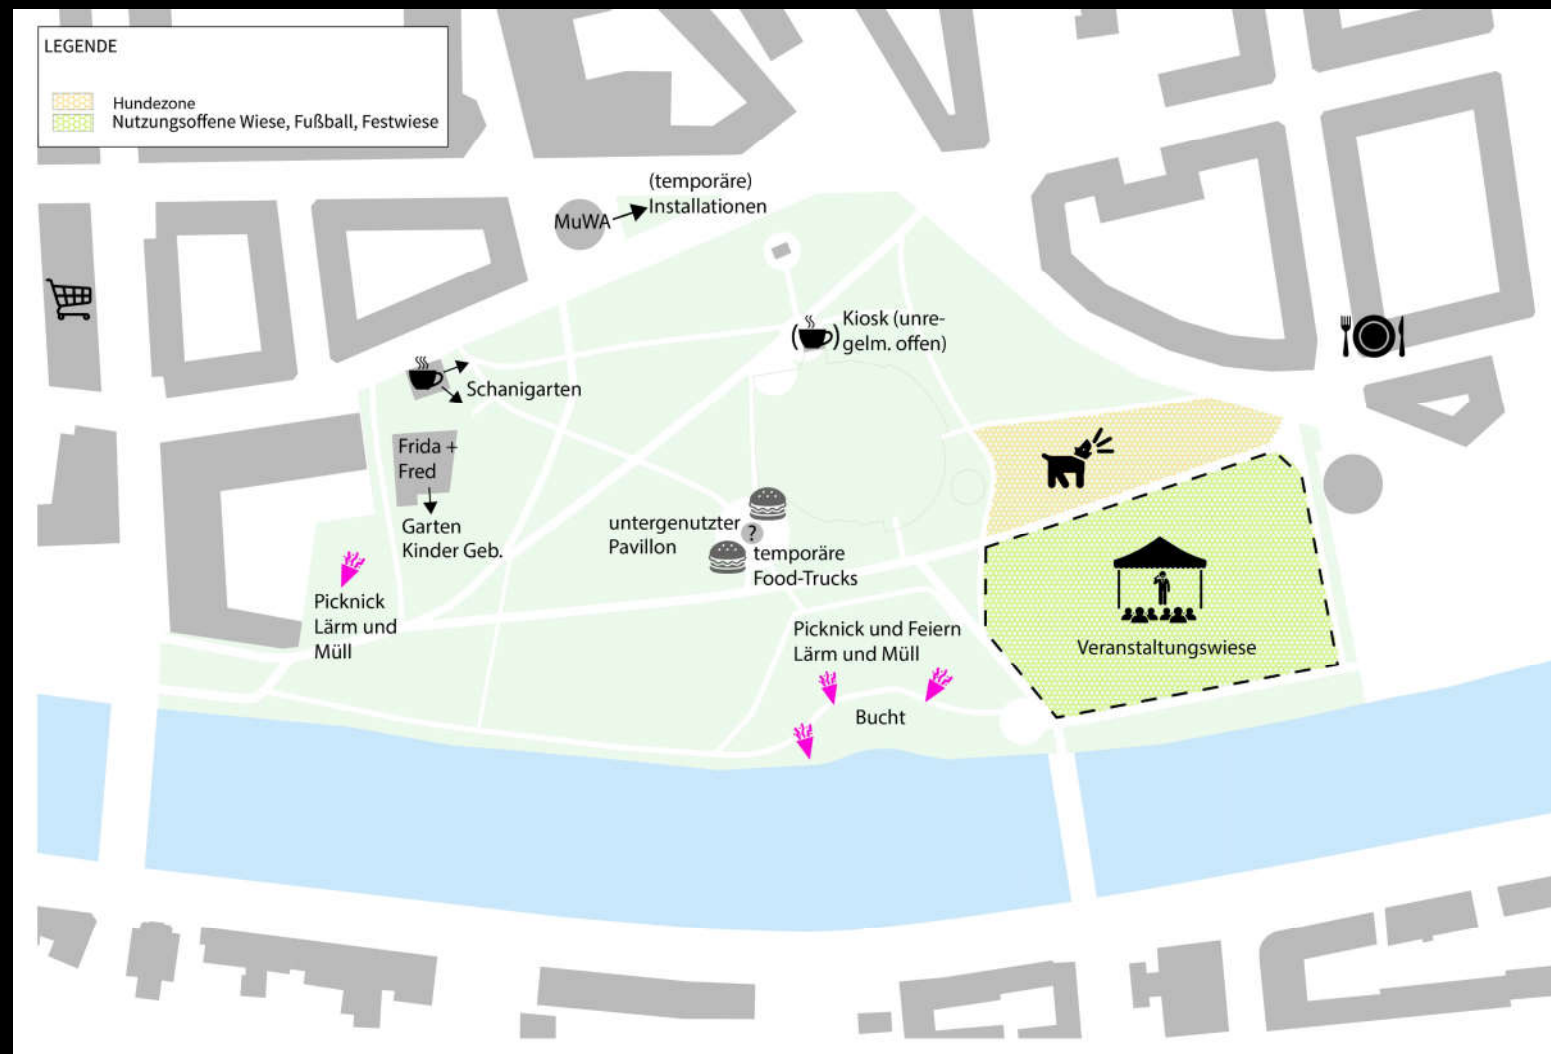 LEGENDE
Hundezone
Nutzungsoffene Wiese, Fußball, Festwiese
(temporäre)
MuWA
Installationen
Kiosk (unre-
gelm. offen)
Schanigarten
Frida +
Fred
Garten
Kinder Geb.
untergenutzter
Pavillon
?
temporäre
Food-Trucks
Picknick
Lärm und
Müll
Picknick und Feiern
Lärm und Müll
Bucht
Veranstaltungswiese